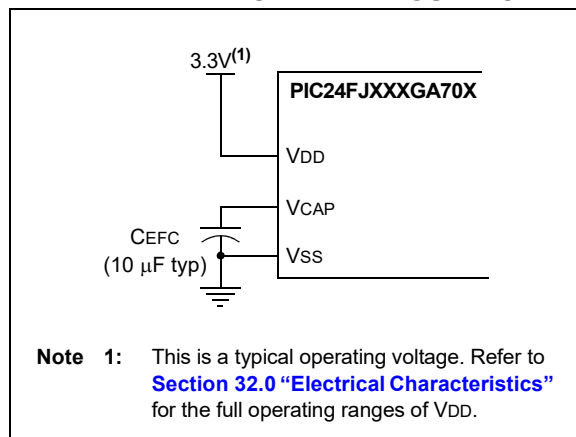 3.3V(1)
PIC24FJXXXGA70X
VDD
VCAP
CEFC
(10 μF typ)
VSS
Note 1: This is a typical operating voltage. Refer to
Section 32.0 “Electrical Characteristics”
for the full operating ranges of VDD.